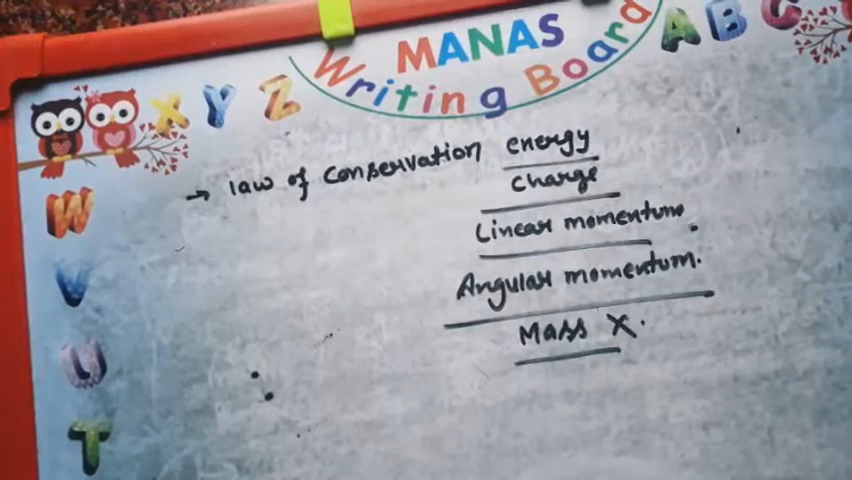 MANAS
Writing Board
A B C
X Y Z
W
V
U
T
→ law of conservation energy
charge
Linear momentum.
Angular momentum.
Mass X.